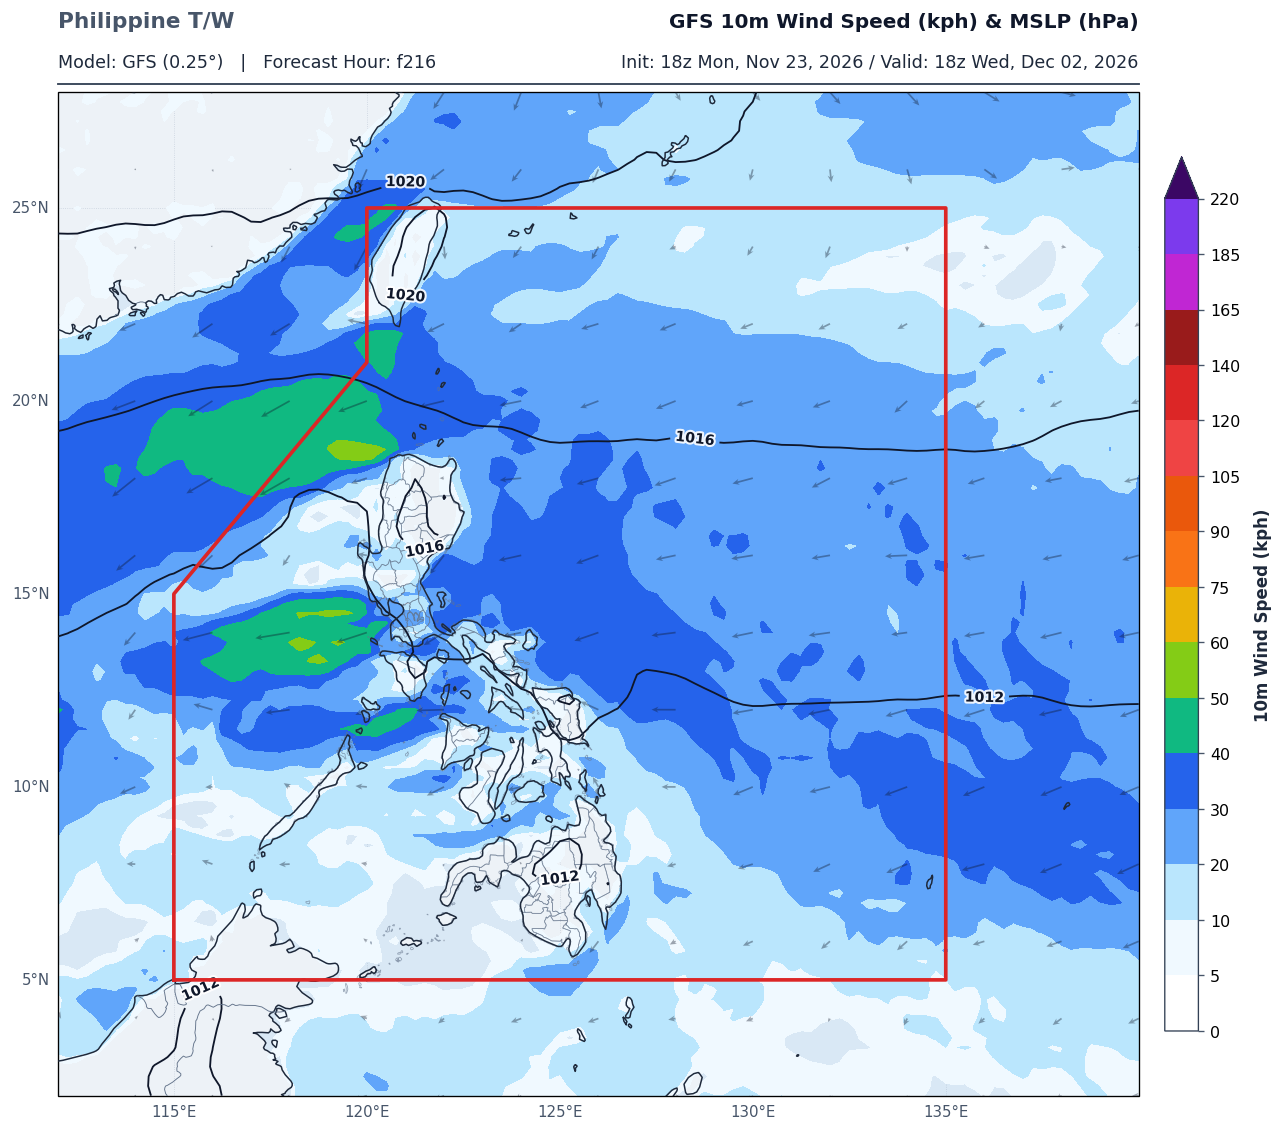 Philippine T/W
GFS 10m Wind Speed (kph) & MSLP (hPa)
Model: GFS (0.25°) | Forecast Hour: f216
Init: 18z Mon, Nov 23, 2026 / Valid: 18z Wed, Dec 02, 2026
1020
1020
1016
1016
1012
1012
1012
25°N
20°N
15°N
10°N
5°N
115°E
120°E
125°E
130°E
135°E
220
185
165
140
120
105
90
75
60
50
40
30
20
10
5
0
10m Wind Speed (kph)